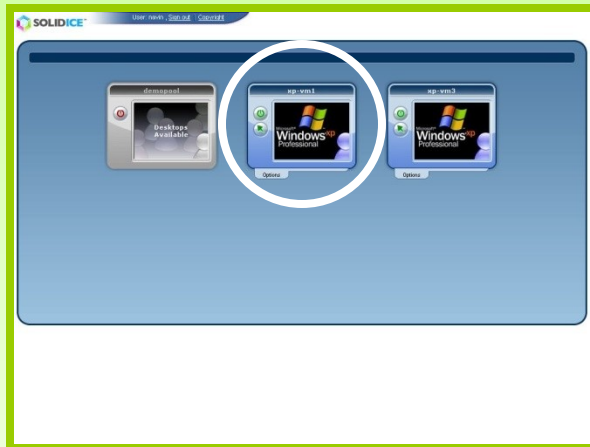 SOLIDICE™
User: navin , Sign out : Copyright
demspool
Desktops
Available
xp-vm1
Microsoft
Windows xp
Professional
Options
xp-vm3
Microsoft
Windows xp
Professional
Options